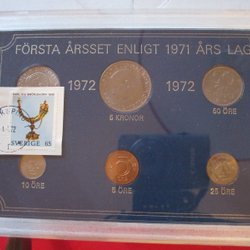 FÖRSTA ÅRSSET ENLIGT 1971 ÅRS LAG
1972
1972
5 KRONOR
50 ÖRE
SVERIGE 65
10 ÖRE
5 ÖRE
25 ÖRE